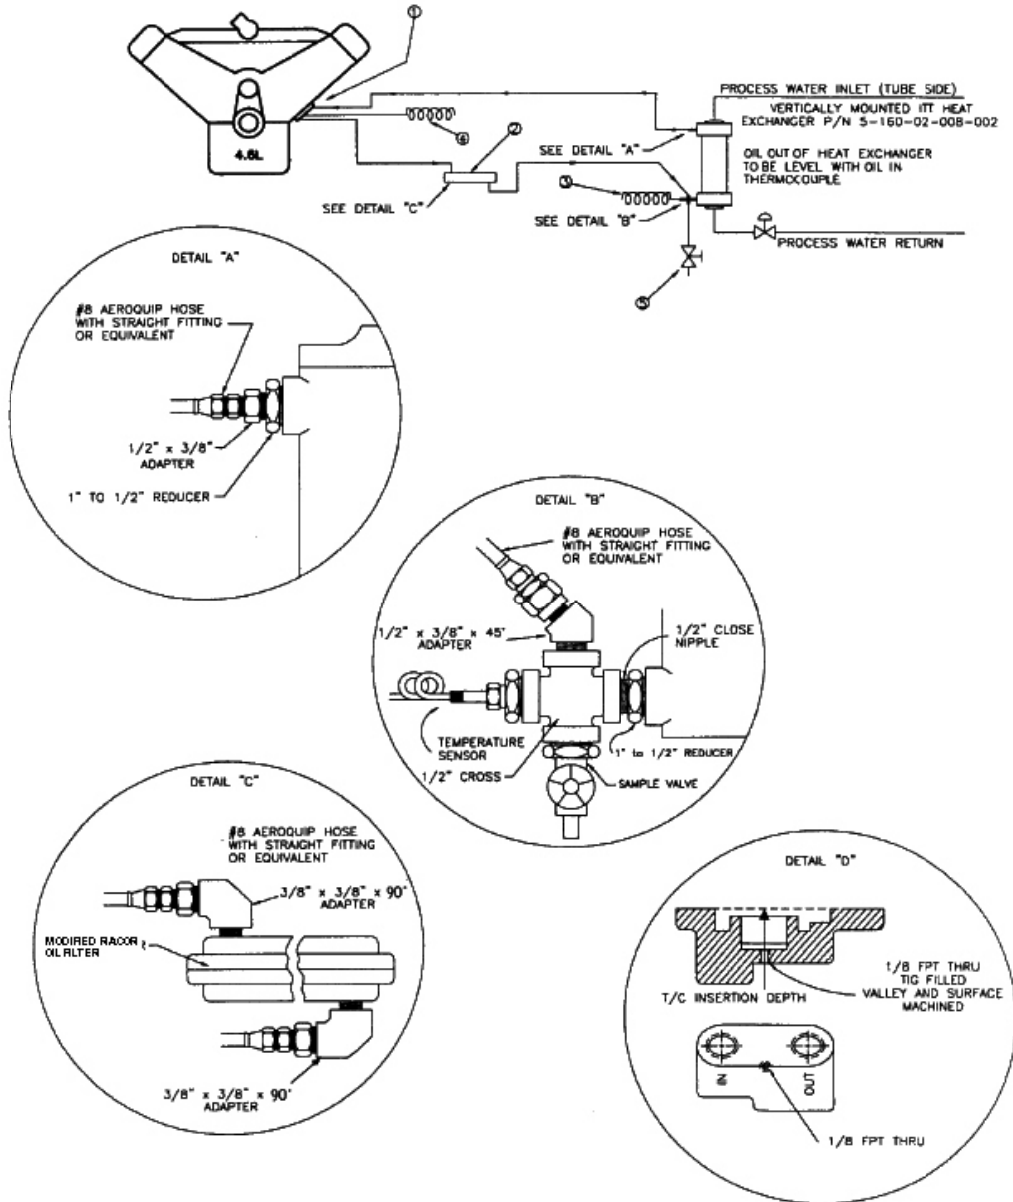 ①
PROCESS WATER INLET (TUBE SIDE)
VERTICALLY MOUNTED ITT HEAT
EXCHANGER P/N 5-160-02-008-002
②
4.6L
SEE DETAIL "A"
OIL OUT OF HEAT EXCHANGER
TO BE LEVEL WITH OIL IN
THERMOCOUPLE
③
SEE DETAIL "C"
SEE DETAIL "B"
PROCESS WATER RETURN
⑤
DETAIL "A"
#8 AEROQUIP HOSE
WITH STRAIGHT FITTING
OR EQUIVALENT
1/2" x 3/8"
ADAPTER
1" TO 1/2" REDUCER
DETAIL "B"
#8 AEROQUIP HOSE
WITH STRAIGHT FITTING
OR EQUIVALENT
1/2" x 3/8" x 45°
ADAPTER
1/2" CLOSE
NIPPLE
TEMPERATURE
SENSOR
1" to 1/2" REDUCER
1/2" CROSS
SAMPLE VALVE
DETAIL "C"
#8 AEROQUIP HOSE
WITH STRAIGHT FITTING
OR EQUIVALENT
3/8" x 3/8" x 90°
ADAPTER
MODIRED RACOR
OIL FILTER
3/8" x 3/8" x 90°
ADAPTER
DETAIL "D"
1/8 FPT THRU
TIG FILLED
VALLEY AND SURFACE
MACHINED
T/C INSERTION DEPTH
IN
OUT
1/8 FPT THRU